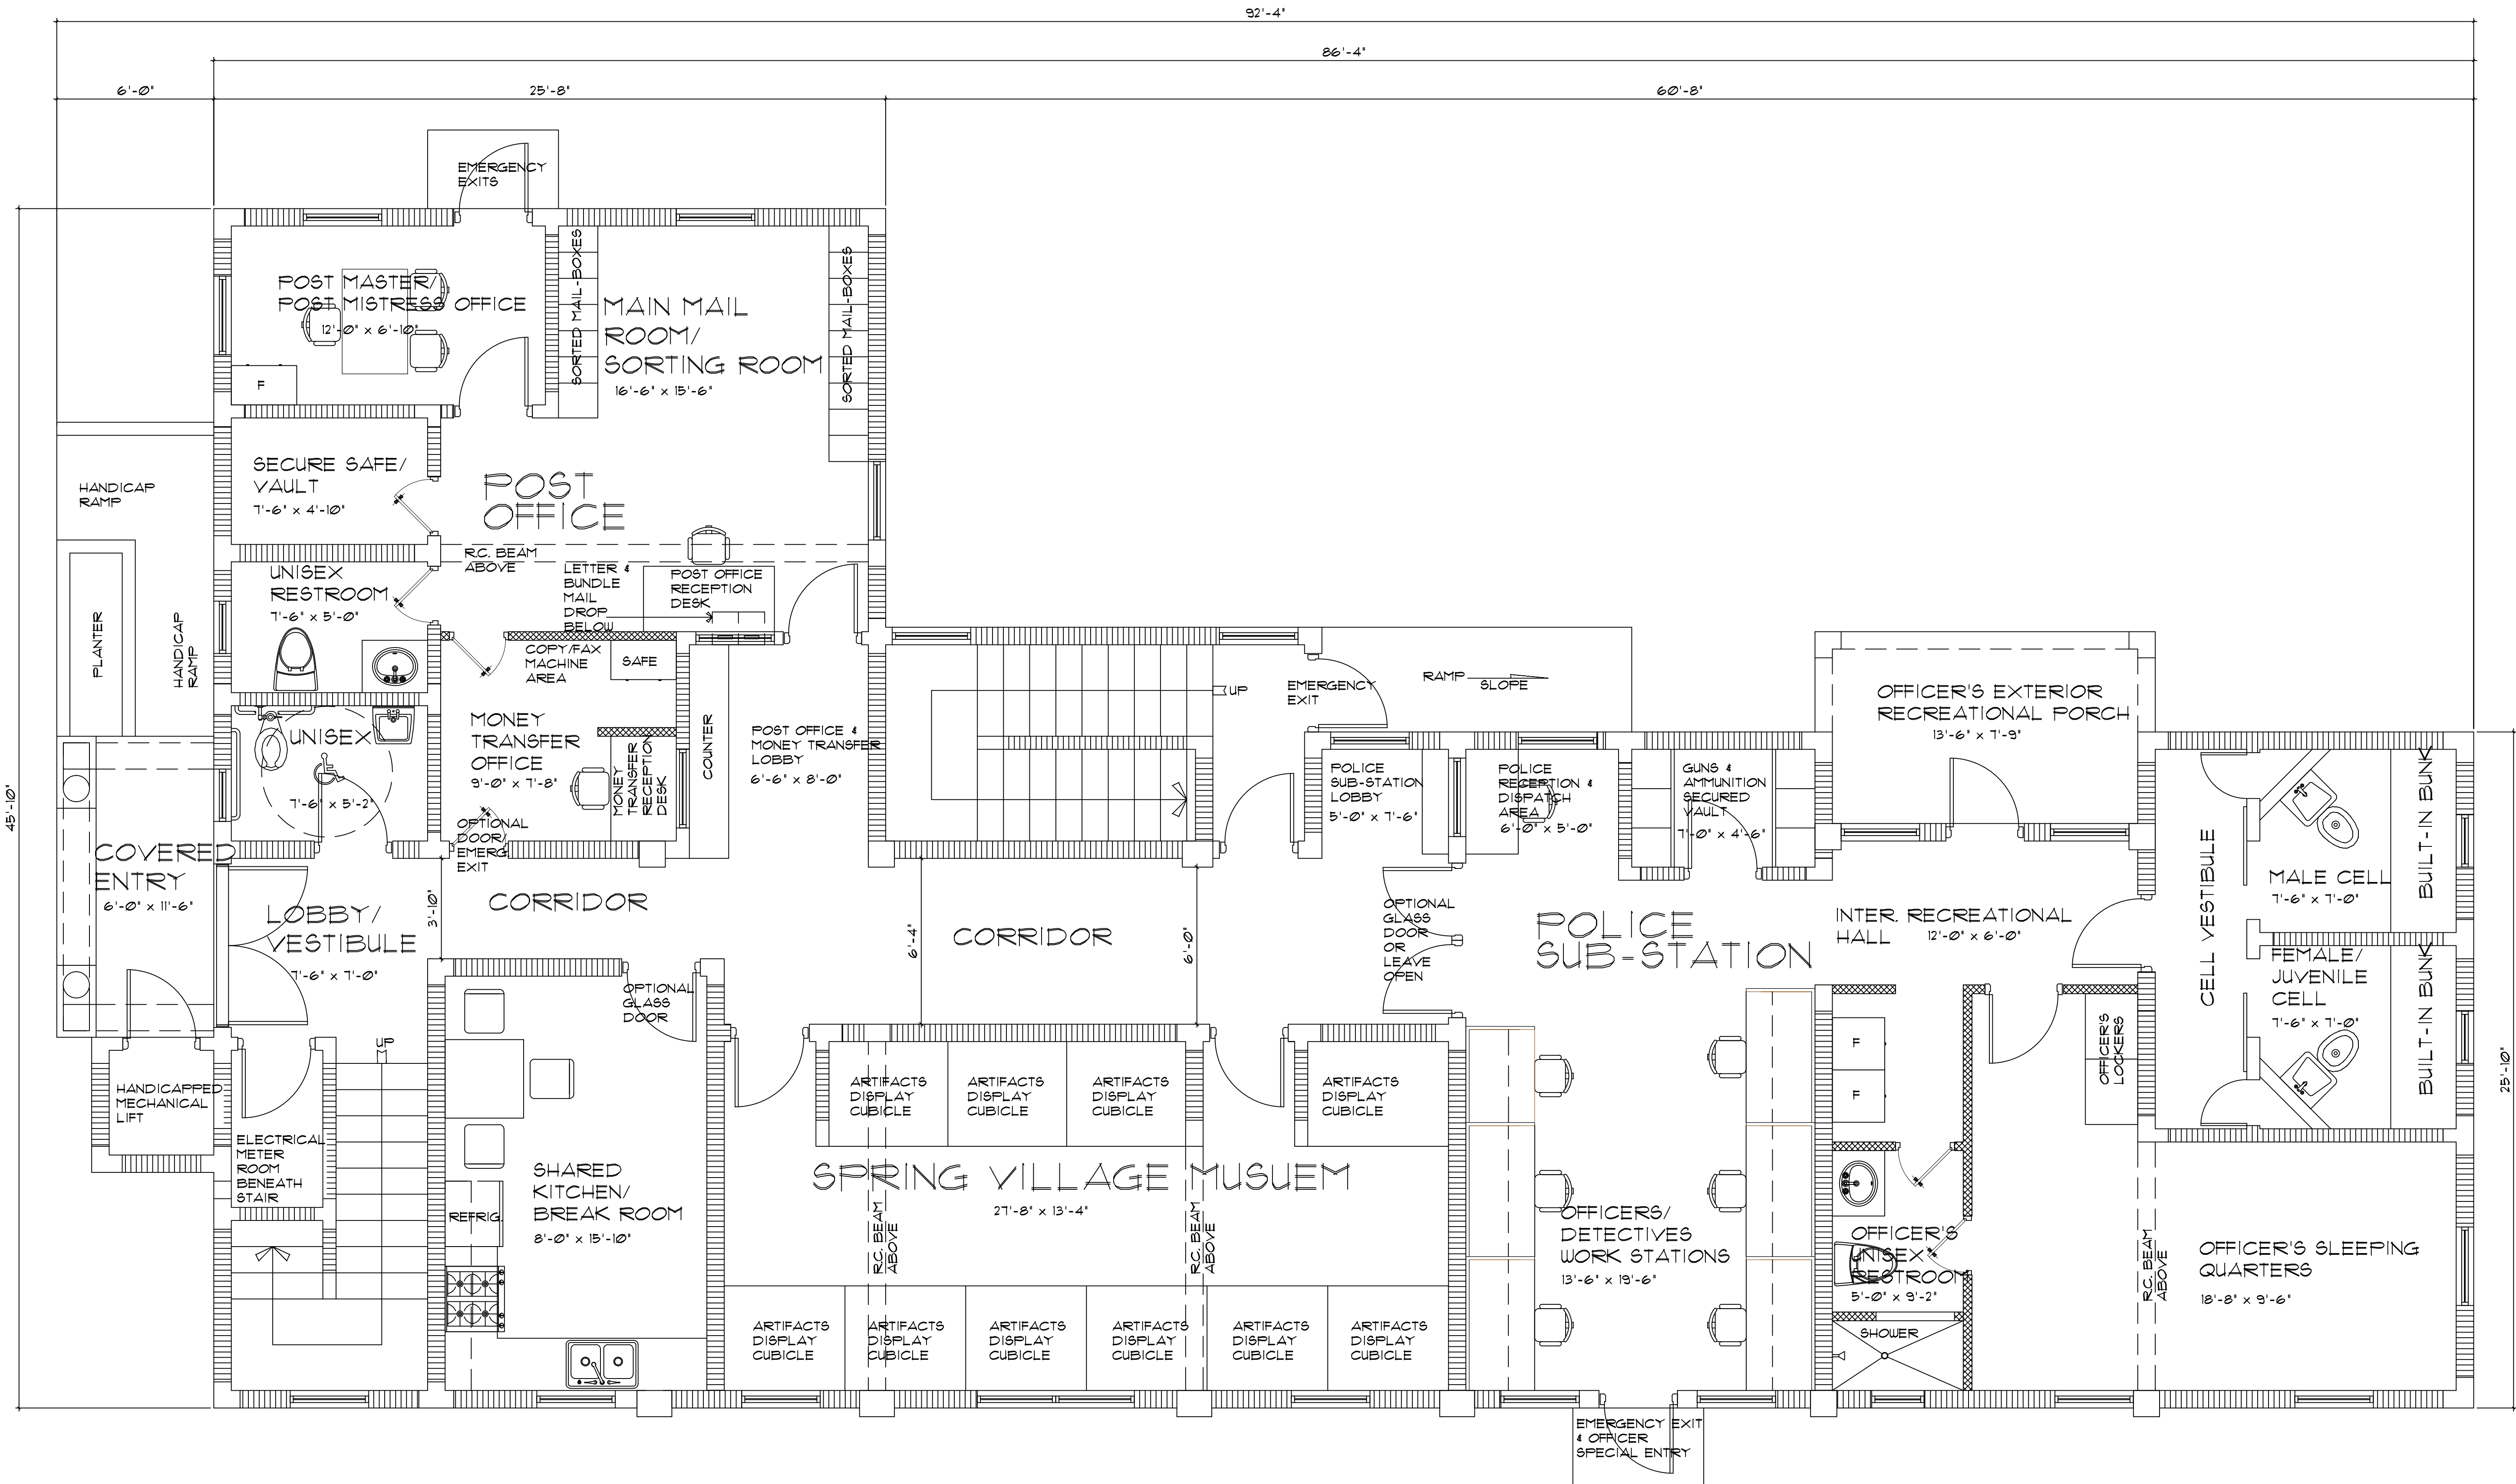 92'-4"
86'-4"
6'-0"
25'-8"
60'-8"
EMERGENCY
EXITS
POST MASTER/
POST MISTRESS OFFICE
12'-0" x 6'-10"
F
SORTED MAIL-BOXES
MAIN MAIL
ROOM/
SORTING ROOM
16'-6" x 15'-6"
SORTED MAIL-BOXES
SECURE SAFE/
VAULT
7'-6" x 4'-10"
HANDICAP
RAMP
POST
OFFICE
R.C. BEAM
ABOVE
UNISEX
RESTROOM
7'-6" x 5'-0"
LETTER &
BUNDLE
MAIL
DROP
BELOW
POST OFFICE
RECEPTION
DESK
PLANTER
HANDICAP
RAMP
COPY/FAX
MACHINE
AREA
SAFE
UNISEX
7'-6" x 5'-2"
MONEY
TRANSFER
OFFICE
9'-0" x 7'-8"
MONEY
TRANSFER
RECEPTION
DESK
COUNTER
POST OFFICE &
MONEY TRANSFER
LOBBY
6'-6" x 8'-0"
UP
EMERGENCY
EXIT
RAMP
SLOPE
OFFICER'S EXTERIOR
RECREATIONAL PORCH
13'-6" x 7'-9"
POLICE
SUB-STATION
LOBBY
5'-0" x 7'-6"
POLICE
RECEPTION &
DISPATCH
AREA
6'-0" x 5'-0"
GUNS &
AMMUNITION
SECURED
VAULT
7'-0" x 4'-6"
45'-10"
OPTIONAL
DOOR/
EMERG.
EXIT
COVERED
ENTRY
6'-0" x 11'-6"
LOBBY/
VESTIBULE
7'-6" x 7'-0"
3'-10"
CORRIDOR
6'-4"
CORRIDOR
6'-0"
OPTIONAL
GLASS
DOOR
OR
LEAVE
OPEN
POLICE
SUB-STATION
INTER. RECREATIONAL
HALL
12'-0" x 6'-0"
CELL VESTIBULE
MALE CELL
7'-6" x 7'-0"
BUILT-IN BUNK
FEMALE/
JUVENILE
CELL
7'-6" x 7'-0"
BUILT-IN BUNK
25'-10"
OPTIONAL
GLASS
DOOR
UP
HANDICAPPED
MECHANICAL
LIFT
ELECTRICAL
METER
ROOM
BENEATH
STAIR
ARTIFACTS
DISPLAY
CUBICLE
ARTIFACTS
DISPLAY
CUBICLE
ARTIFACTS
DISPLAY
CUBICLE
ARTIFACTS
DISPLAY
CUBICLE
F
F
OFFICER'S
LOCKERS
SHARED
KITCHEN/
BREAK ROOM
8'-0" x 15'-10"
REFRIG.
SPRING VILLAGE MUSUEM
27'-8" x 13'-4"
R.C. BEAM
ABOVE
R.C. BEAM
ABOVE
OFFICERS/
DETECTIVES
WORK STATIONS
13'-6" x 19'-6"
OFFICER'S
UNISEX
RESTROOM
5'-0" x 9'-2"
R.C. BEAM
ABOVE
OFFICER'S SLEEPING
QUARTERS
18'-8" x 9'-6"
ARTIFACTS
DISPLAY
CUBICLE
ARTIFACTS
DISPLAY
CUBICLE
ARTIFACTS
DISPLAY
CUBICLE
ARTIFACTS
DISPLAY
CUBICLE
ARTIFACTS
DISPLAY
CUBICLE
ARTIFACTS
DISPLAY
CUBICLE
SHOWER
EMERGENCY EXIT
& OFFICER
SPECIAL ENTRY